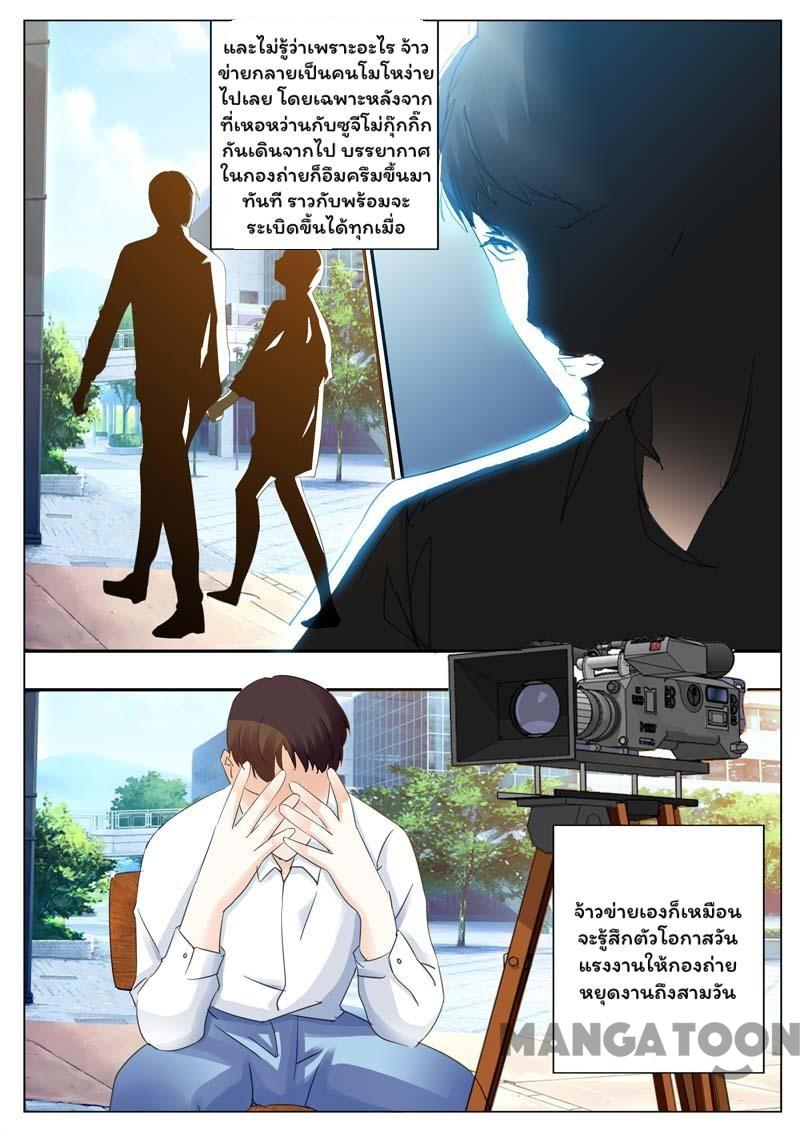 และไม่รู้ว่าเพราะอะไร จ้าว
ข่ายกลายเป็นคนโมโหง่าย
ไปเลย โดยเฉพาะหลังจาก
ที่เหอหว่านกับซูจีโม่กุ๊กกิ๊ก
กันเดินจากไป บรรยากาศ
ในกองถ่ายก็อึมครึมขึ้นมา
ทันที ราวกับพร้อมจะ
ระเบิดขึ้นได้ทุกเมื่อ
จ้าวข่ายเองก็เหมือน
จะรู้สึกตัวโอกาสวัน
แรงงานให้กองถ่าย
หยุดงานถึงสามวัน
MANGATOON